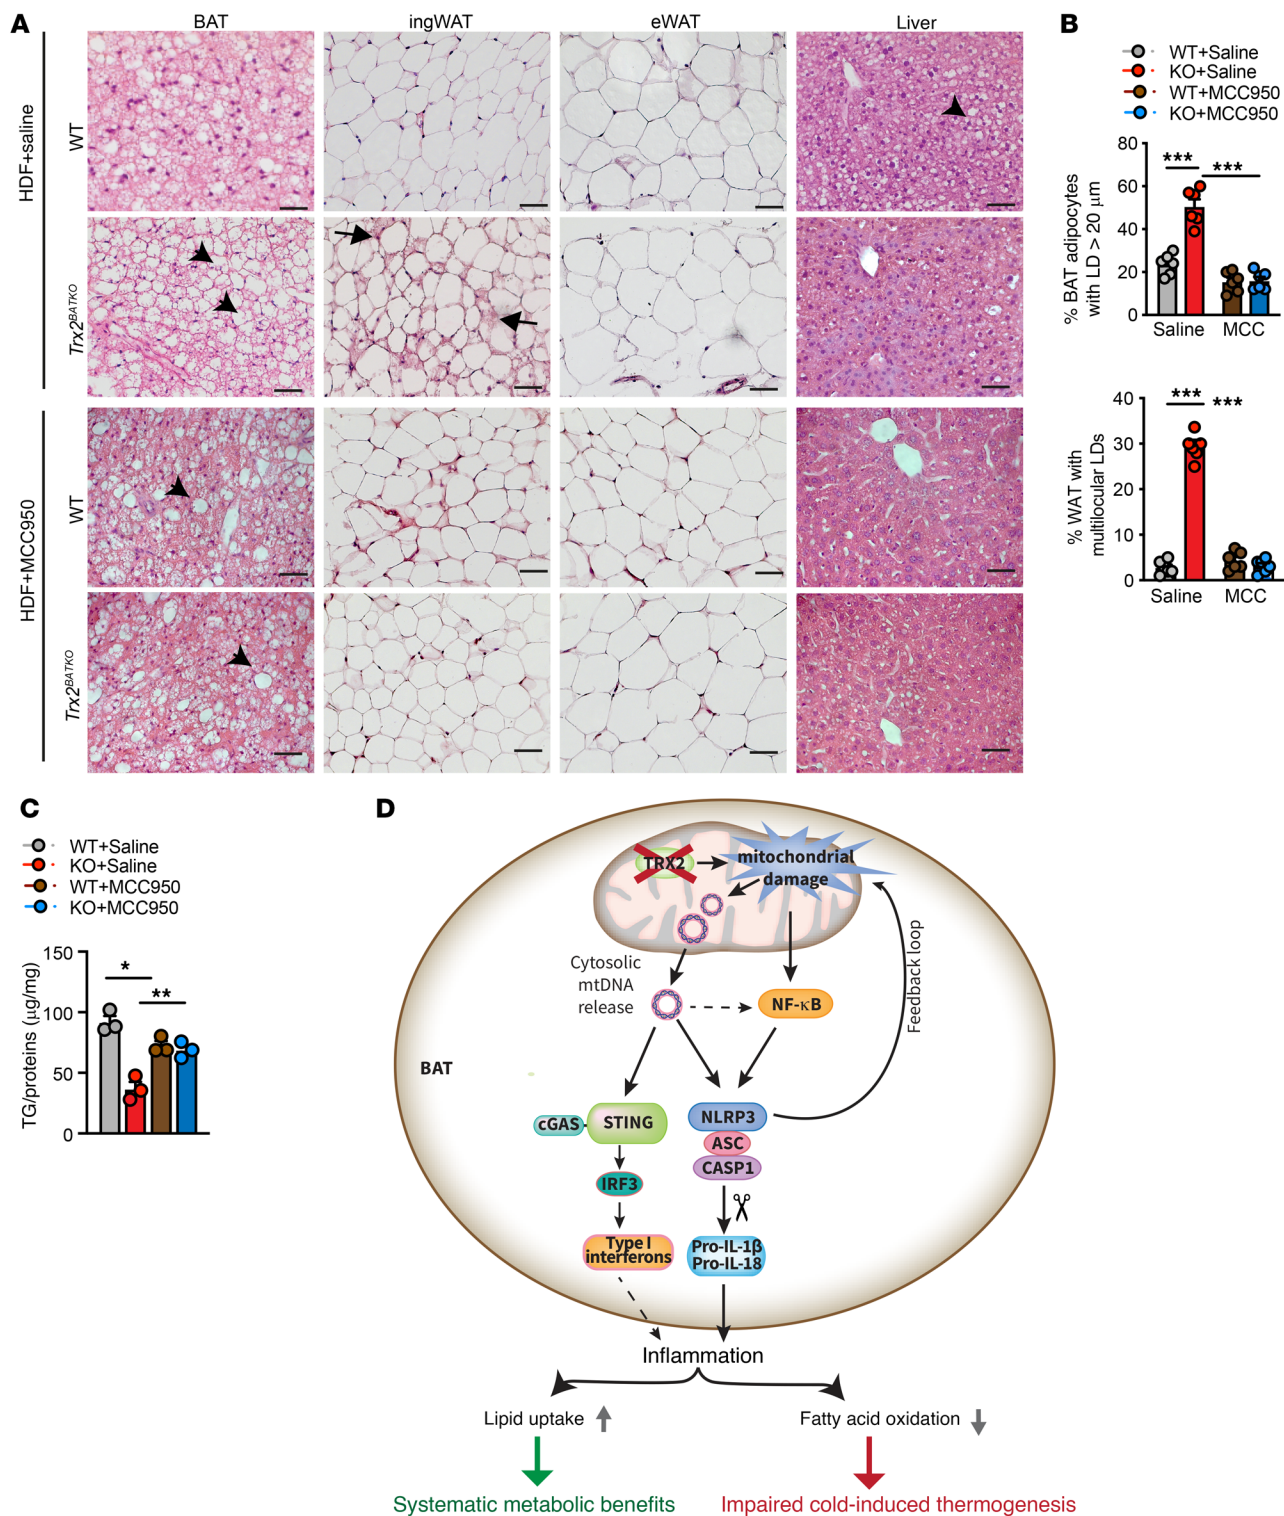 A
BAT
ingWAT
eWAT
Liver
HDF+saline
WT
Trx2BATKO
HDF+MCC950
WT
Trx2BATKO
B
WT+Saline
KO+Saline
WT+MCC950
KO+MCC950
% BAT adipocytes
with LD > 20 μm
80
60
40
20
0
***
***
Saline
MCC
% WAT with
multilocular LDs
40
30
20
10
0
***
***
Saline
MCC
C
WT+Saline
KO+Saline
WT+MCC950
KO+MCC950
TG/proteins (μg/mg)
150
100
50
0
*
**
D
TRX2
mitochondrial
damage
Cytosolic
mtDNA
release
NF-κB
Feedback loop
BAT
cGAS
STING
NLRP3
ASC
CASP1
IRF3
Type I
interferons
Pro-IL-1β
Pro-IL-18
Inflammation
Lipid uptake
Fatty acid oxidation
Systematic metabolic benefits
Impaired cold-induced thermogenesis